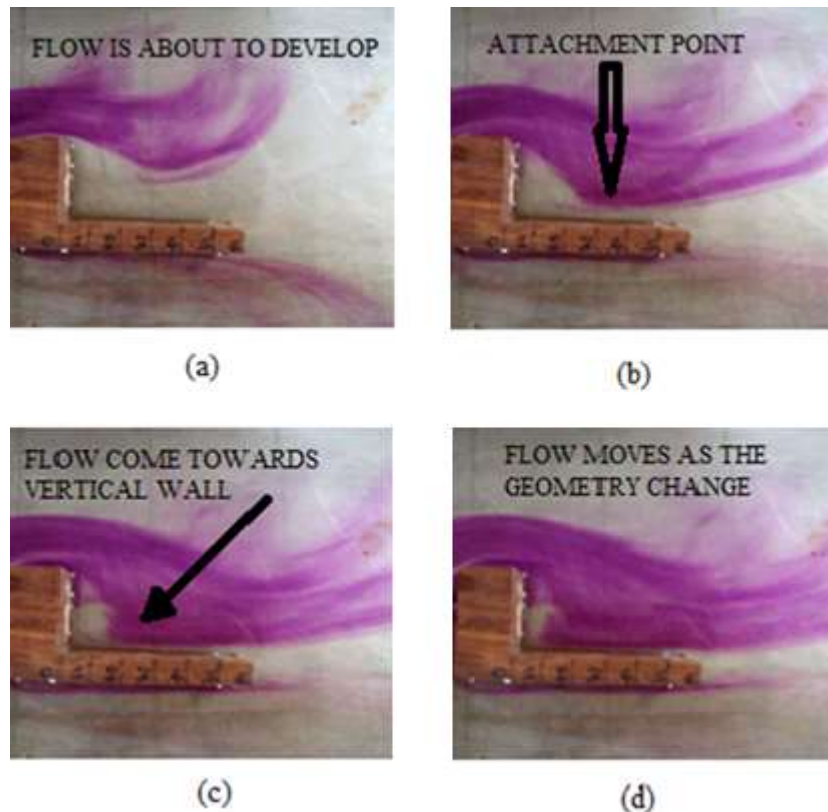 FLOW IS ABOUT TO DEVELOP
ATTACHMENT POINT
(a)
(b)
FLOW COME TOWARDS
VERTICAL WALL
FLOW MOVES AS THE
GEOMETRY CHANGE
(c)
(d)